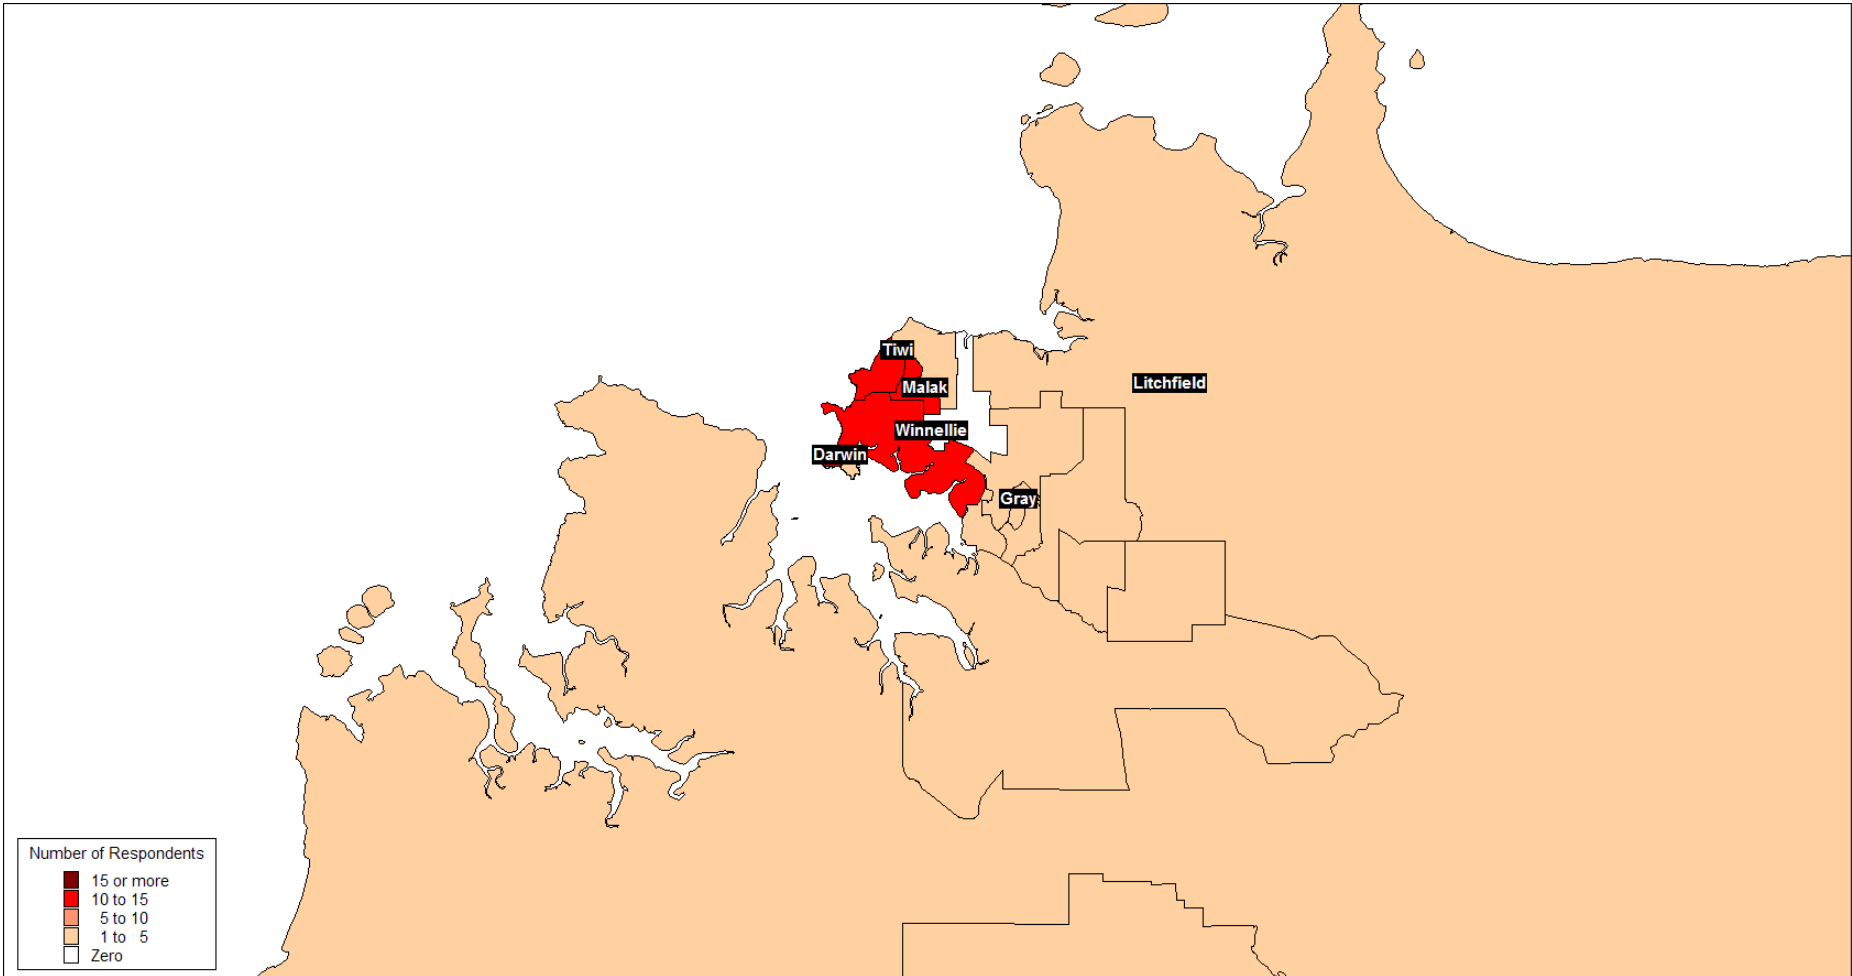 Tiwi
Malak
Litchfield
Winnellie
Darwin
Gray
Number of Respondents
15 or more
10 to 15
5 to 10
1 to 5
Zero